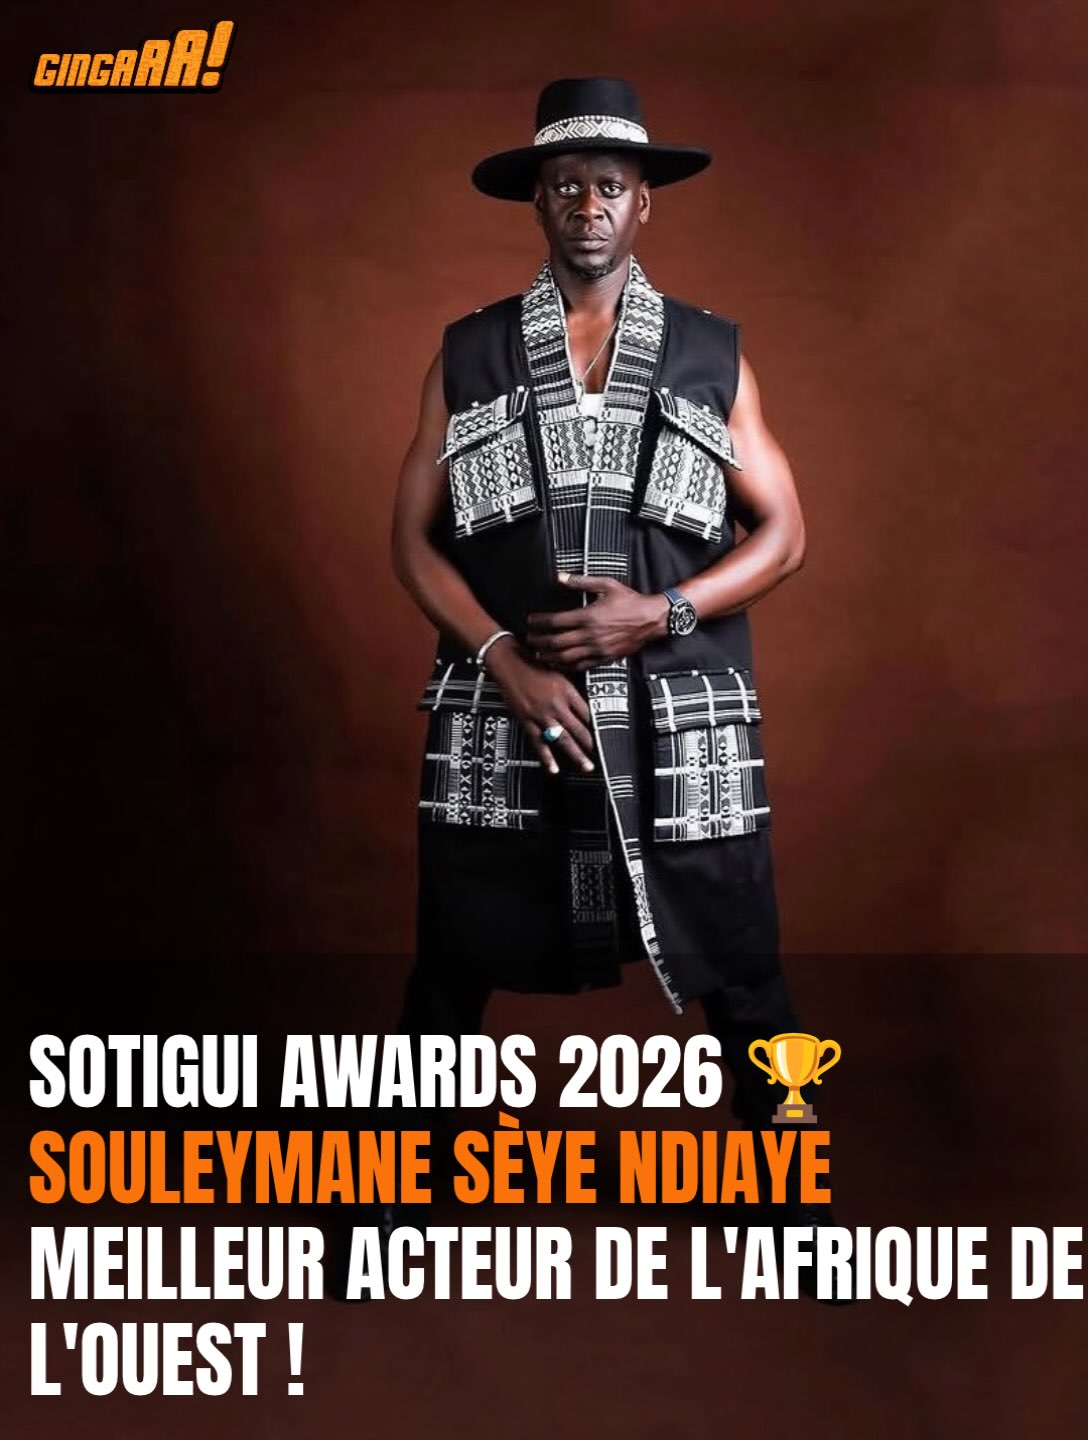 GINGAAA!
SOTIGUI AWARDS 2026 🏆
SOULEYMANE SÈYE NDIAYE
MEILLEUR ACTEUR DE L'AFRIQUE DE
L'OUEST !